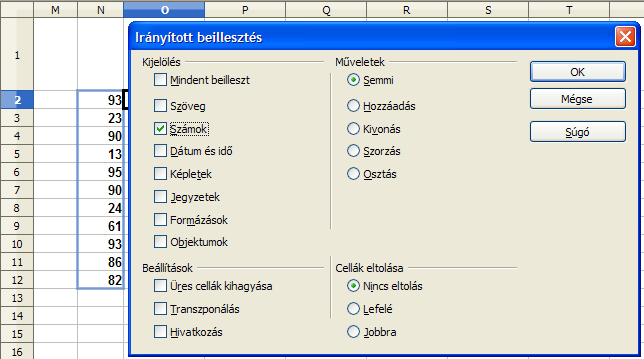 M N O P Q R S T
Irányított beillesztés
1
Kijelölés Műveletek
Mindent beilleszt Semmi OK
2 93 Mégse
Szöveg Hozzáadás
3 23
Számok Kivonás Súgó
4 90
Dátum és idő Szorzás
5 13
Képletek Osztás
6 95
7 90 Jegyzetek
8 24
Formázások
9 61
10 93 Objektumok
11 86 Beállítások Cellák eltolása
12 82 Üres cellák kihagyása Nincs eltolás
13
14 Transzponálás Lefelé
15 Hivatkozás Jobbra
16